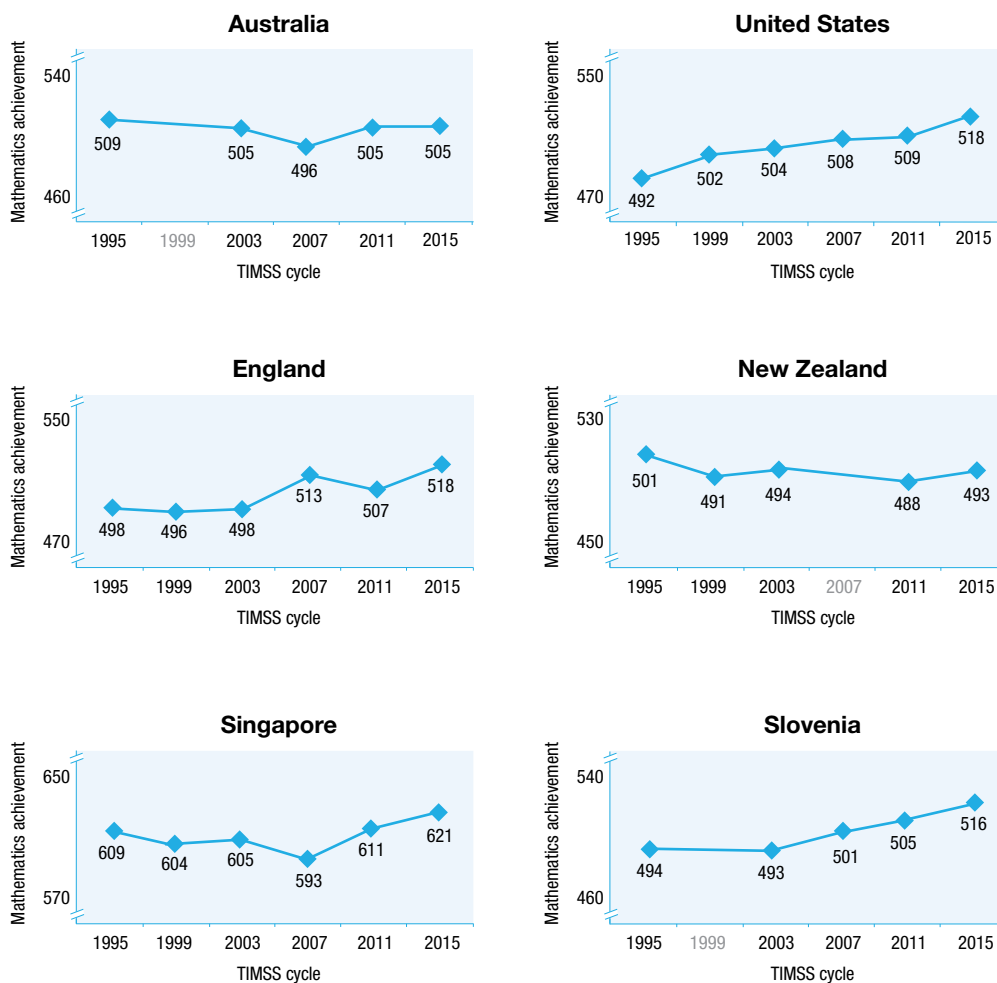 Australia
Mathematics achievement
540
460
509
505
496
505
505
1995 1999 2003 2007 2011 2015
TIMSS cycle
United States
Mathematics achievement
550
470
492
502
504
508
509
518
1995 1999 2003 2007 2011 2015
TIMSS cycle
England
Mathematics achievement
550
470
498
496
498
513
507
518
1995 1999 2003 2007 2011 2015
TIMSS cycle
New Zealand
Mathematics achievement
530
450
501
491
494
488
493
1995 1999 2003 2007 2011 2015
TIMSS cycle
Singapore
Mathematics achievement
650
570
609
604
605
593
611
621
1995 1999 2003 2007 2011 2015
TIMSS cycle
Slovenia
Mathematics achievement
540
460
494
493
501
505
516
1995 1999 2003 2007 2011 2015
TIMSS cycle